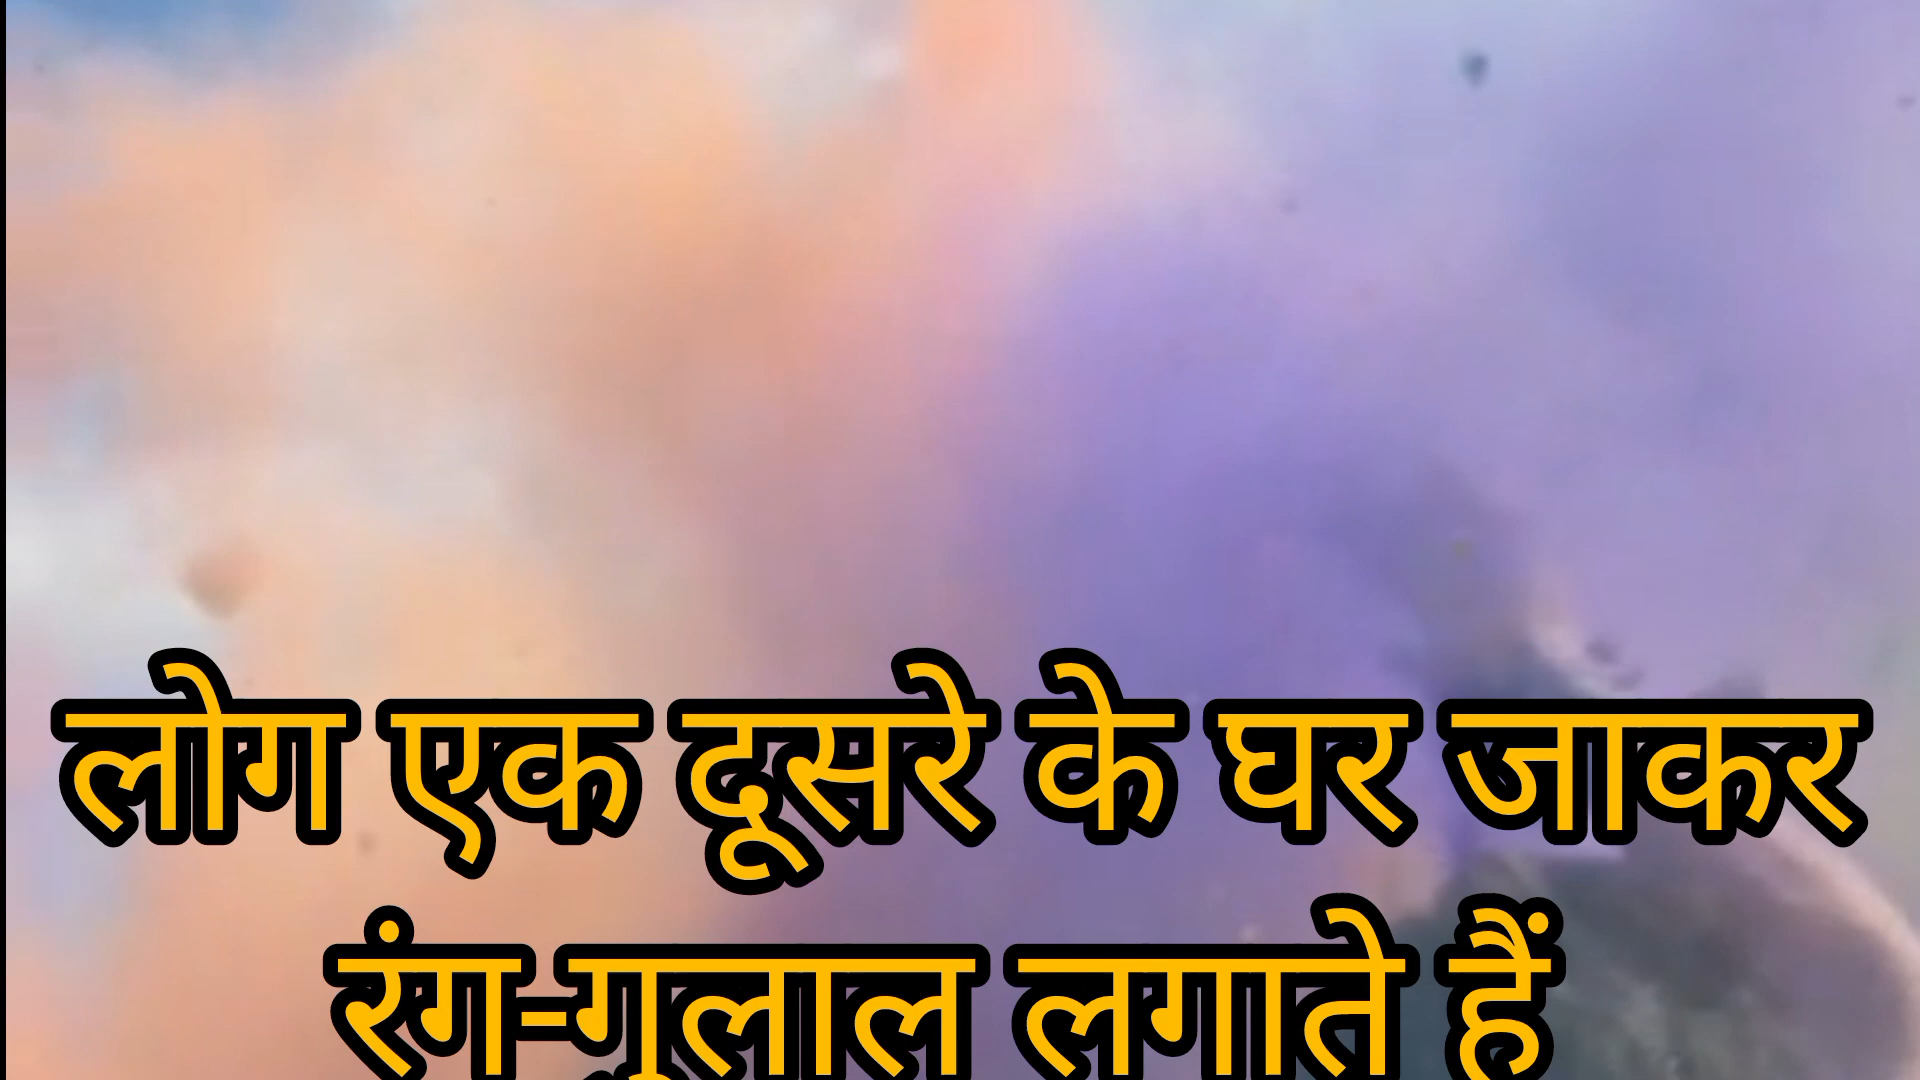 लोग एक दूसरे के घर जाकर
रंग-गुलाल लगाते हैं